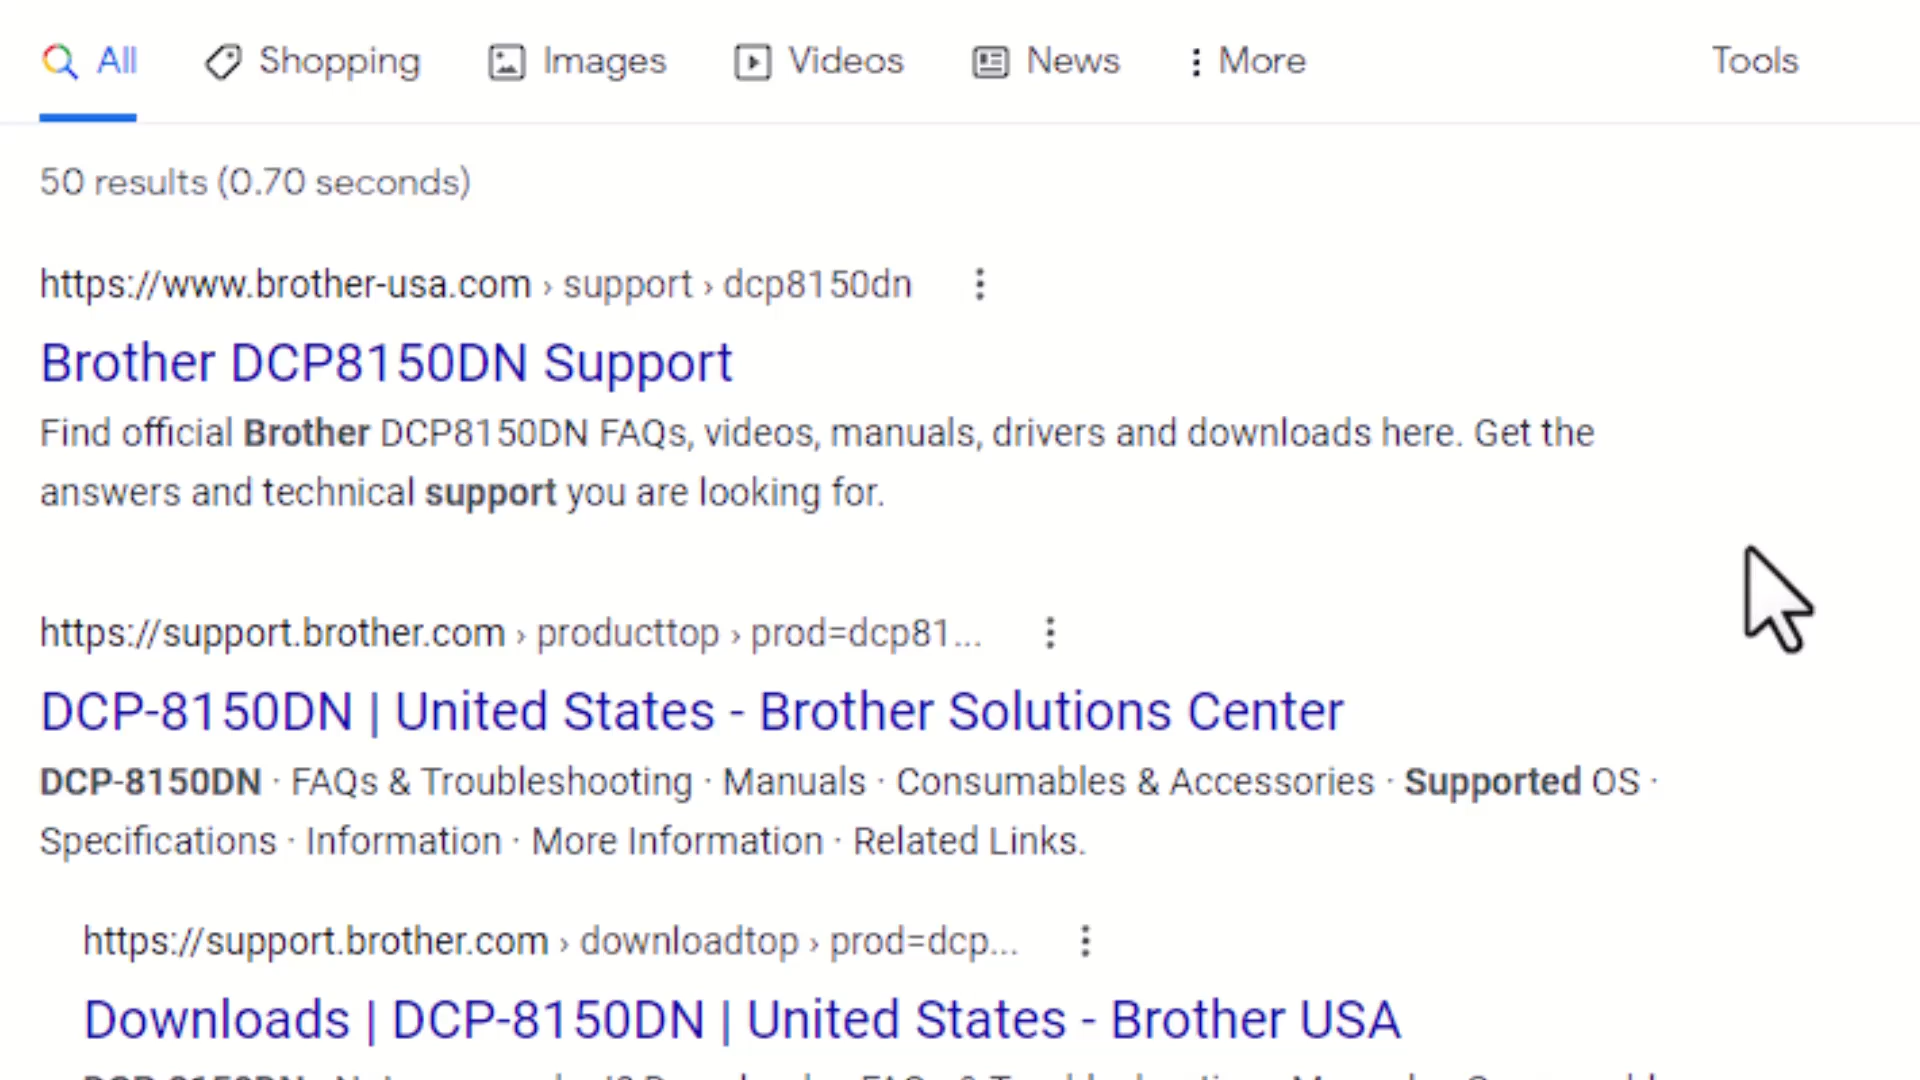 All Shopping Images Videos News More Tools
50 results (0.70 seconds)
https://www.brother-usa.com › support › dcp8150dn
Brother DCP8150DN Support
Find official Brother DCP8150DN FAQs, videos, manuals, drivers and downloads here. Get the
answers and technical support you are looking for.
https://support.brother.com › producttop › prod=dcp81...
DCP-8150DN | United States - Brother Solutions Center
DCP-8150DN · FAQs & Troubleshooting · Manuals · Consumables & Accessories · Supported OS ·
Specifications · Information · More Information · Related Links.
https://support.brother.com › downloadtop › prod=dcp...
Downloads | DCP-8150DN | United States - Brother USA